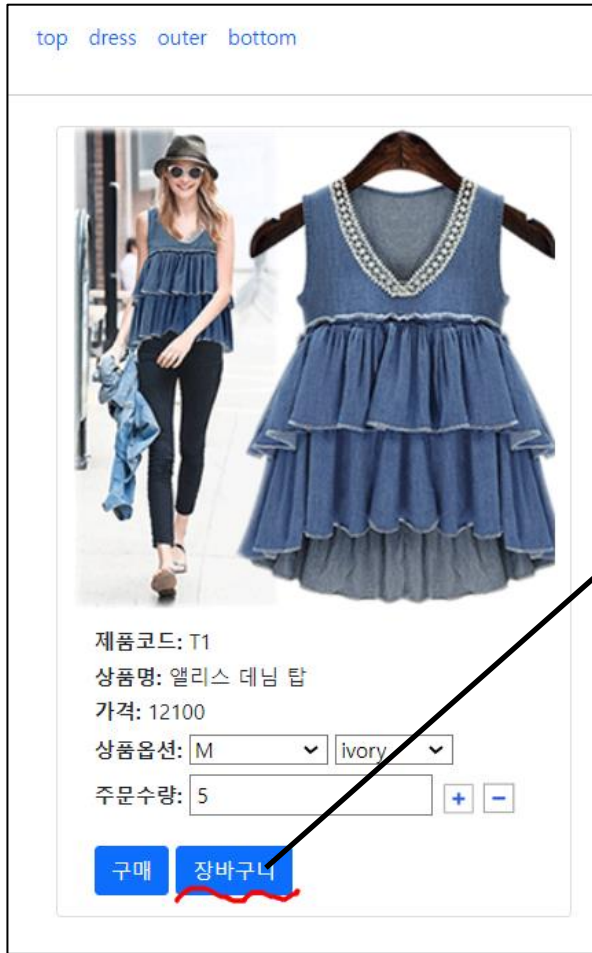 top dress outer bottom
제품코드: T1
상품명: 앨리스 데님 탑
가격: 12100
상품옵션: M ivory
주문수량: 5 + −
구매 장바구니